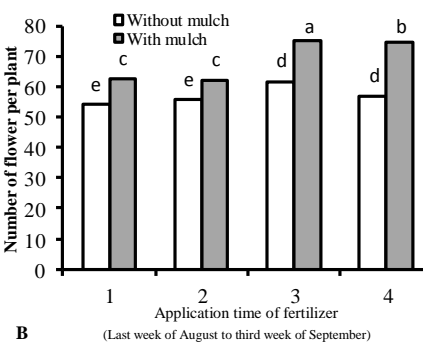 Without mulch
With mulch
Number of flower per plant
80
70
60
50
40
30
20
10
0
e
c
e
c
d
a
d
b
1
2
3
4
Application time of fertilizer
B
(Last week of August to third week of September)